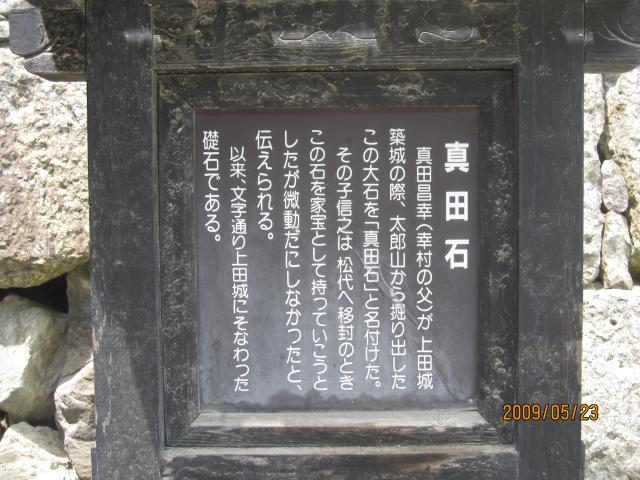 真田石
真田昌幸(幸村の父)が 上田城
築城の際、太郎山から掘り出した
この大石を「真田石」と名付けた。
その子信之は 松代へ移封のとき
この石を家宝として持っていこうと
したが微動だにしなかったと、
伝えられる。
以来、文字通り上田城にそなわった
礎石である。
2009/05/23